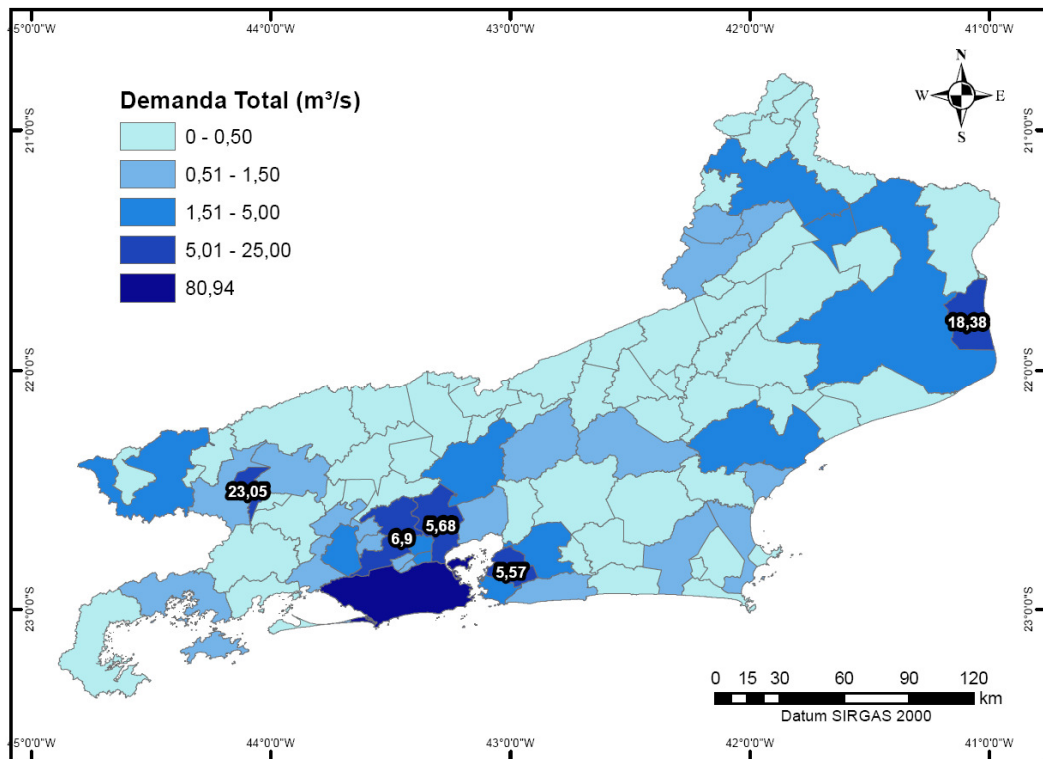 45°0'0"W 44°0'0"W 43°0'0"W 42°0'0"W 41°0'0"W
N
W E
S
Demanda Total (m³/s)
0 - 0,50
0,51 - 1,50
1,51 - 5,00
5,01 - 25,00
80,94
21°0'0"S 21°0'0"S
18,38
22°0'0"S 22°0'0"S
23,05
5,68
6,9
5,57
23°0'0"S 23°0'0"S
0 15 30 60 90 120
km
Datum SIRGAS 2000
45°0'0"W 44°0'0"W 43°0'0"W 42°0'0"W 41°0'0"W